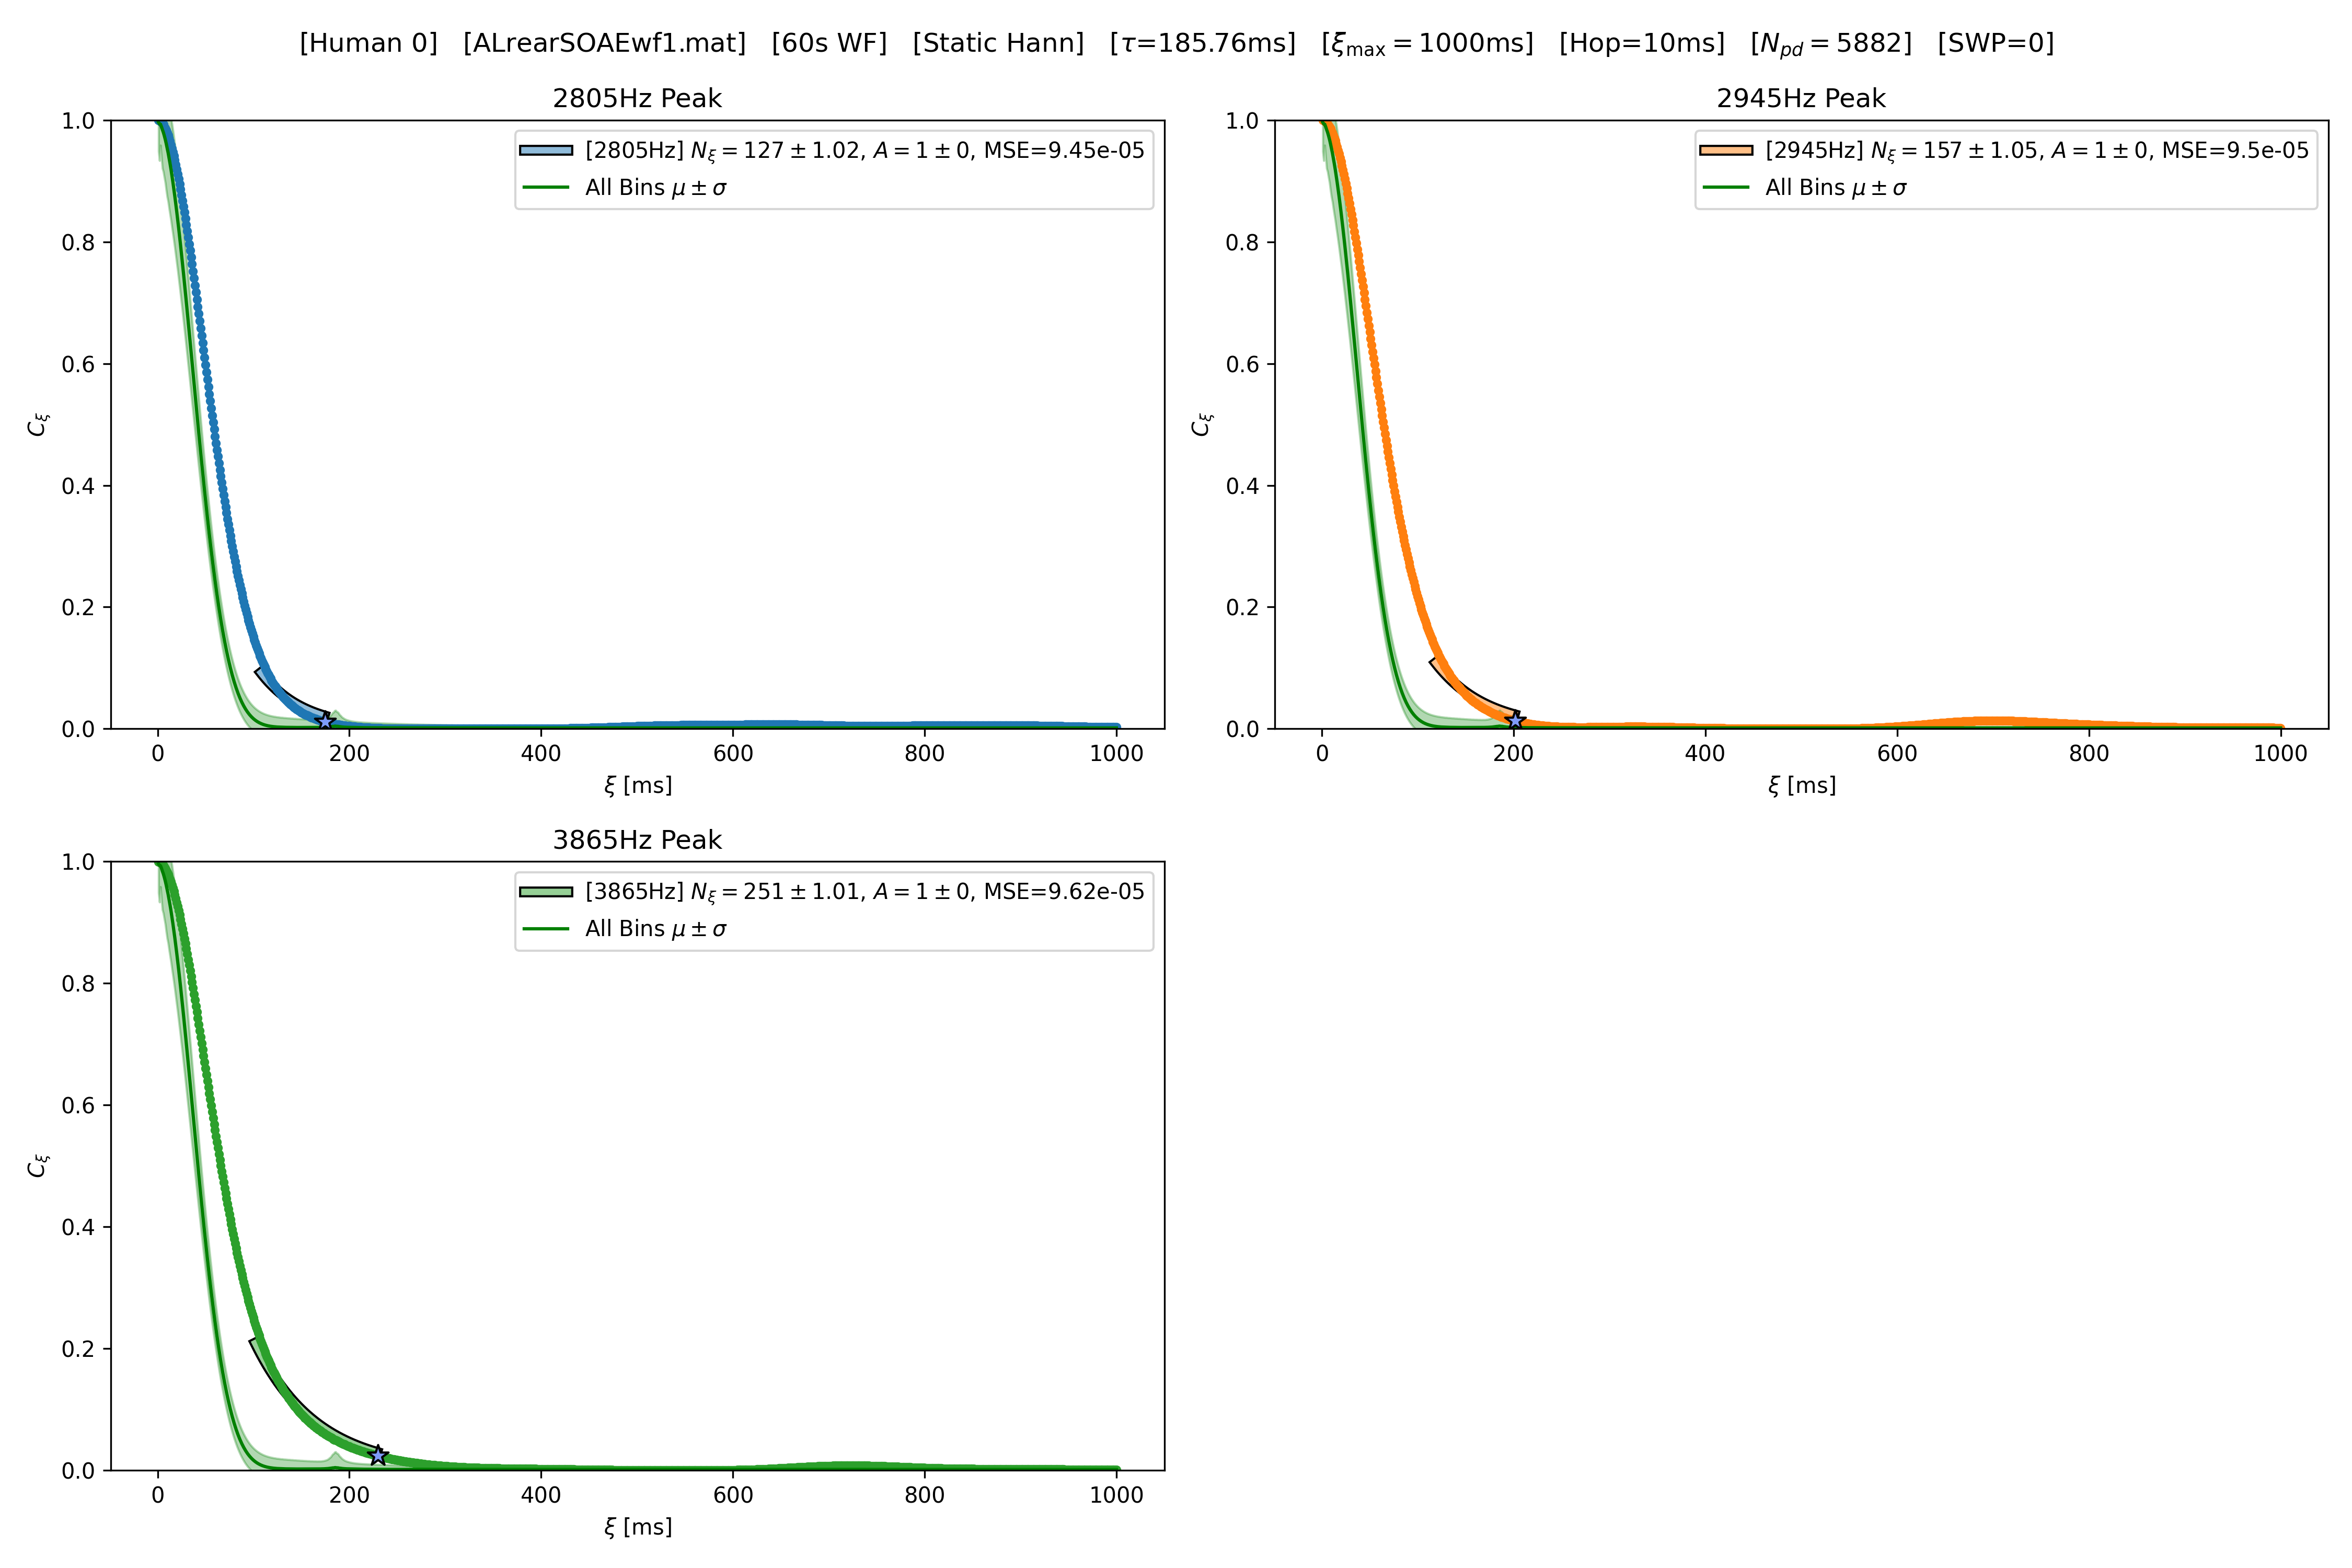 [Human 0] [ALrearSOAEwf1.mat] [60s WF] [Static Hann] [τ=185.76ms] [ξmax = 1000ms] [Hop=10ms] [Npd = 5882] [SWP=0]
2805Hz Peak
1.0
0.8
0.6
0.4
0.2
0.0
Cξ
[2805Hz] Nξ = 127 ± 1.02, A = 1 ± 0, MSE=9.45e-05
All Bins μ ± σ
0 200 400 600 800 1000
ξ [ms]
2945Hz Peak
1.0
0.8
0.6
0.4
0.2
0.0
Cξ
[2945Hz] Nξ = 157 ± 1.05, A = 1 ± 0, MSE=9.5e-05
All Bins μ ± σ
0 200 400 600 800 1000
ξ [ms]
3865Hz Peak
1.0
0.8
0.6
0.4
0.2
0.0
Cξ
[3865Hz] Nξ = 251 ± 1.01, A = 1 ± 0, MSE=9.62e-05
All Bins μ ± σ
0 200 400 600 800 1000
ξ [ms]